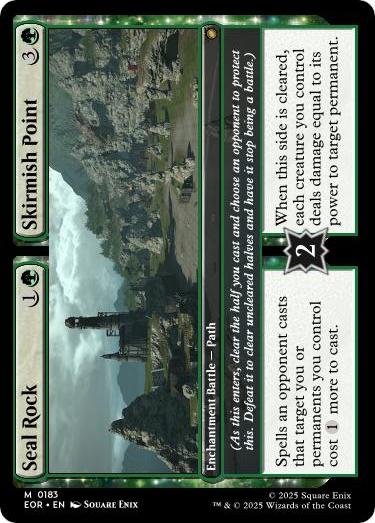 Seal Rock
1
Skirmish Point
3
Enchantment Battle — Path
(As this enters, clear the half you cast and choose an opponent to protect
this. Defeat it to clear uncleared halves and have it stop being a battle.)
Spells an opponent casts
that target you or
permanents you control
cost 1 more to cast.
2
When this side is cleared,
each creature you control
deals damage equal to its
power to target permanent.
M 0183
EOR • EN SQUARE ENIX
© 2025 Square Enix
™ & © 2025 Wizards of the Coast